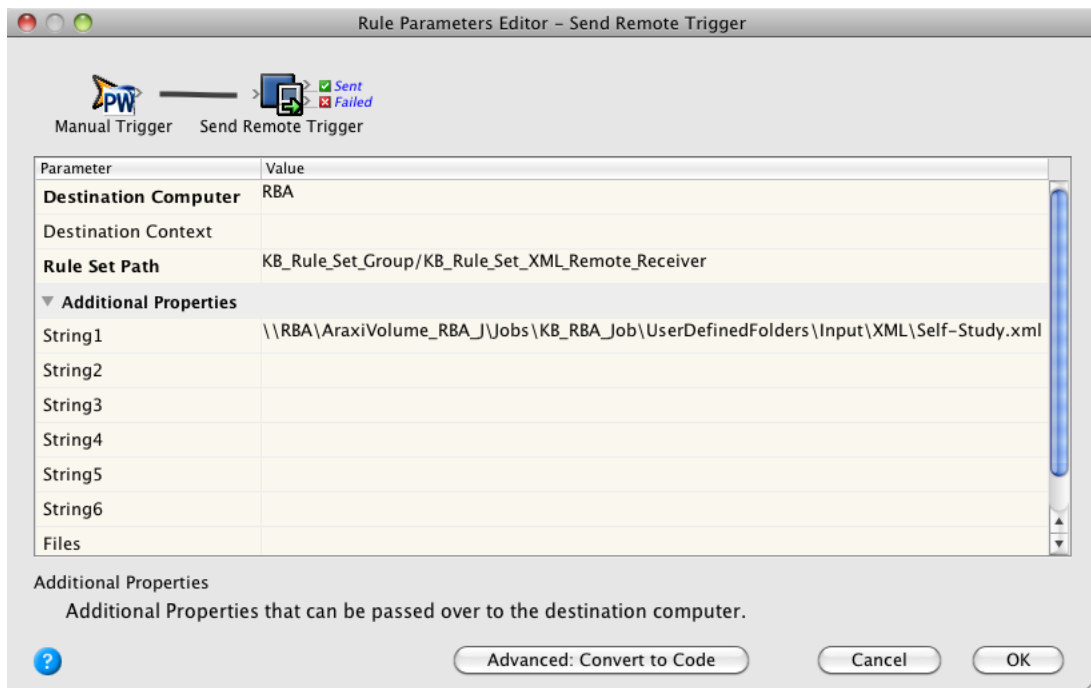 Rule Parameters Editor – Send Remote Trigger
PW
Sent
Failed
Manual Trigger Send Remote Trigger
Parameter Value
Destination Computer RBA
Destination Context
Rule Set Path KB_Rule_Set_Group/KB_Rule_Set_XML_Remote_Receiver
Additional Properties
String1 \\RBA\AraxiVolume_RBA_J\Jobs\KB_RBA_Job\UserDefinedFolders\Input\XML\Self-Study.xml
String2
String3
String4
String5
String6
Files
Additional Properties
Additional Properties that can be passed over to the destination computer.
? Advanced: Convert to Code Cancel OK